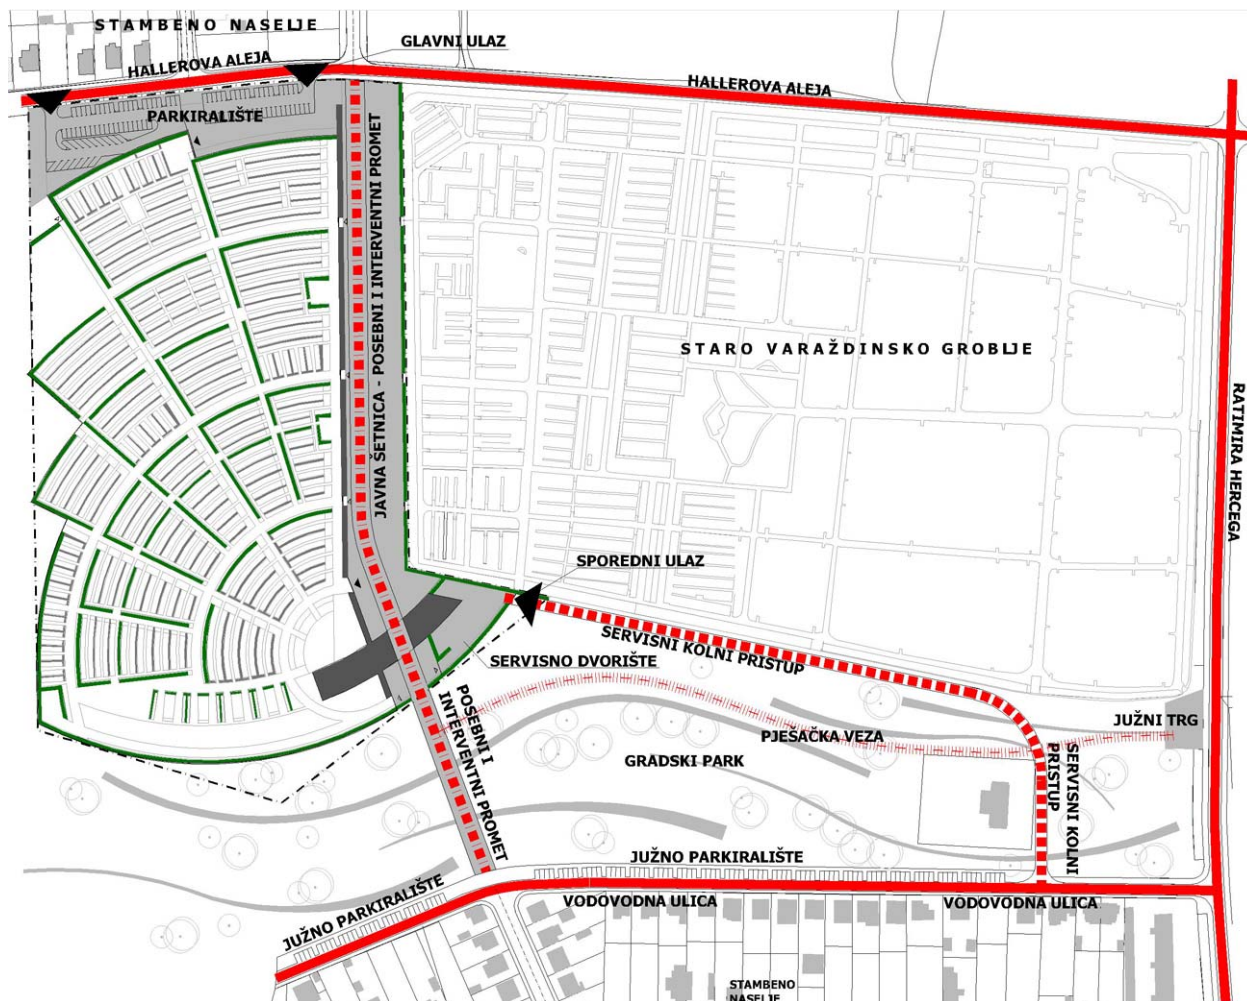 STAMBENO NASELJE
GLAVNI ULAZ
HALLEROVA ALEJA
HALLEROVA ALEJA
PARKIRALIŠTE
JAVNA ŠETNICA - POSEBNI I INTERVENTNI PROMET
STARO VARAŽDINSKO GROBLJE
RATIMIRA HERCEGA
SPOREDNI ULAZ
SERVISNI KOLNI PRISTUP
SERVISNO DVORIŠTE
POSEBNI I
INTERVENTNI PROMET
JUŽNI TRG
PJEŠAČKA VEZA
GRADSKI PARK
SERVISNI KOLNI
PRISTUP
JUŽNO PARKIRALIŠTE
JUŽNO PARKIRALIŠTE
VODOVODNA ULICA
VODOVODNA ULICA
STAMBENO
NASELJE